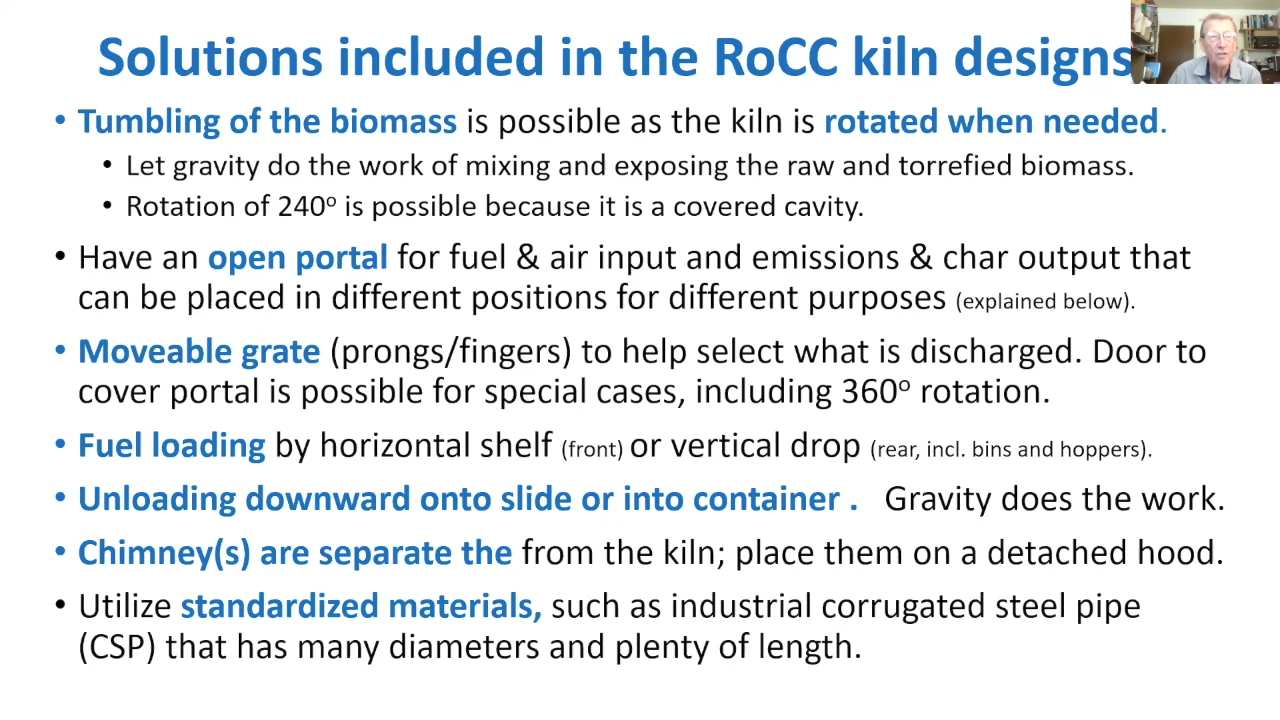 Solutions included in the RoCC kiln designs
• Tumbling of the biomass is possible as the kiln is rotated when needed.
• Let gravity do the work of mixing and exposing the raw and torrefied biomass.
• Rotation of 240º is possible because it is a covered cavity.
• Have an open portal for fuel & air input and emissions & char output that
can be placed in different positions for different purposes (explained below).
• Moveable grate (prongs/fingers) to help select what is discharged. Door to
cover portal is possible for special cases, including 360º rotation.
• Fuel loading by horizontal shelf (front) or vertical drop (rear, incl. bins and hoppers).
• Unloading downward onto slide or into container . Gravity does the work.
• Chimney(s) are separate the from the kiln; place them on a detached hood.
• Utilize standardized materials, such as industrial corrugated steel pipe
(CSP) that has many diameters and plenty of length.